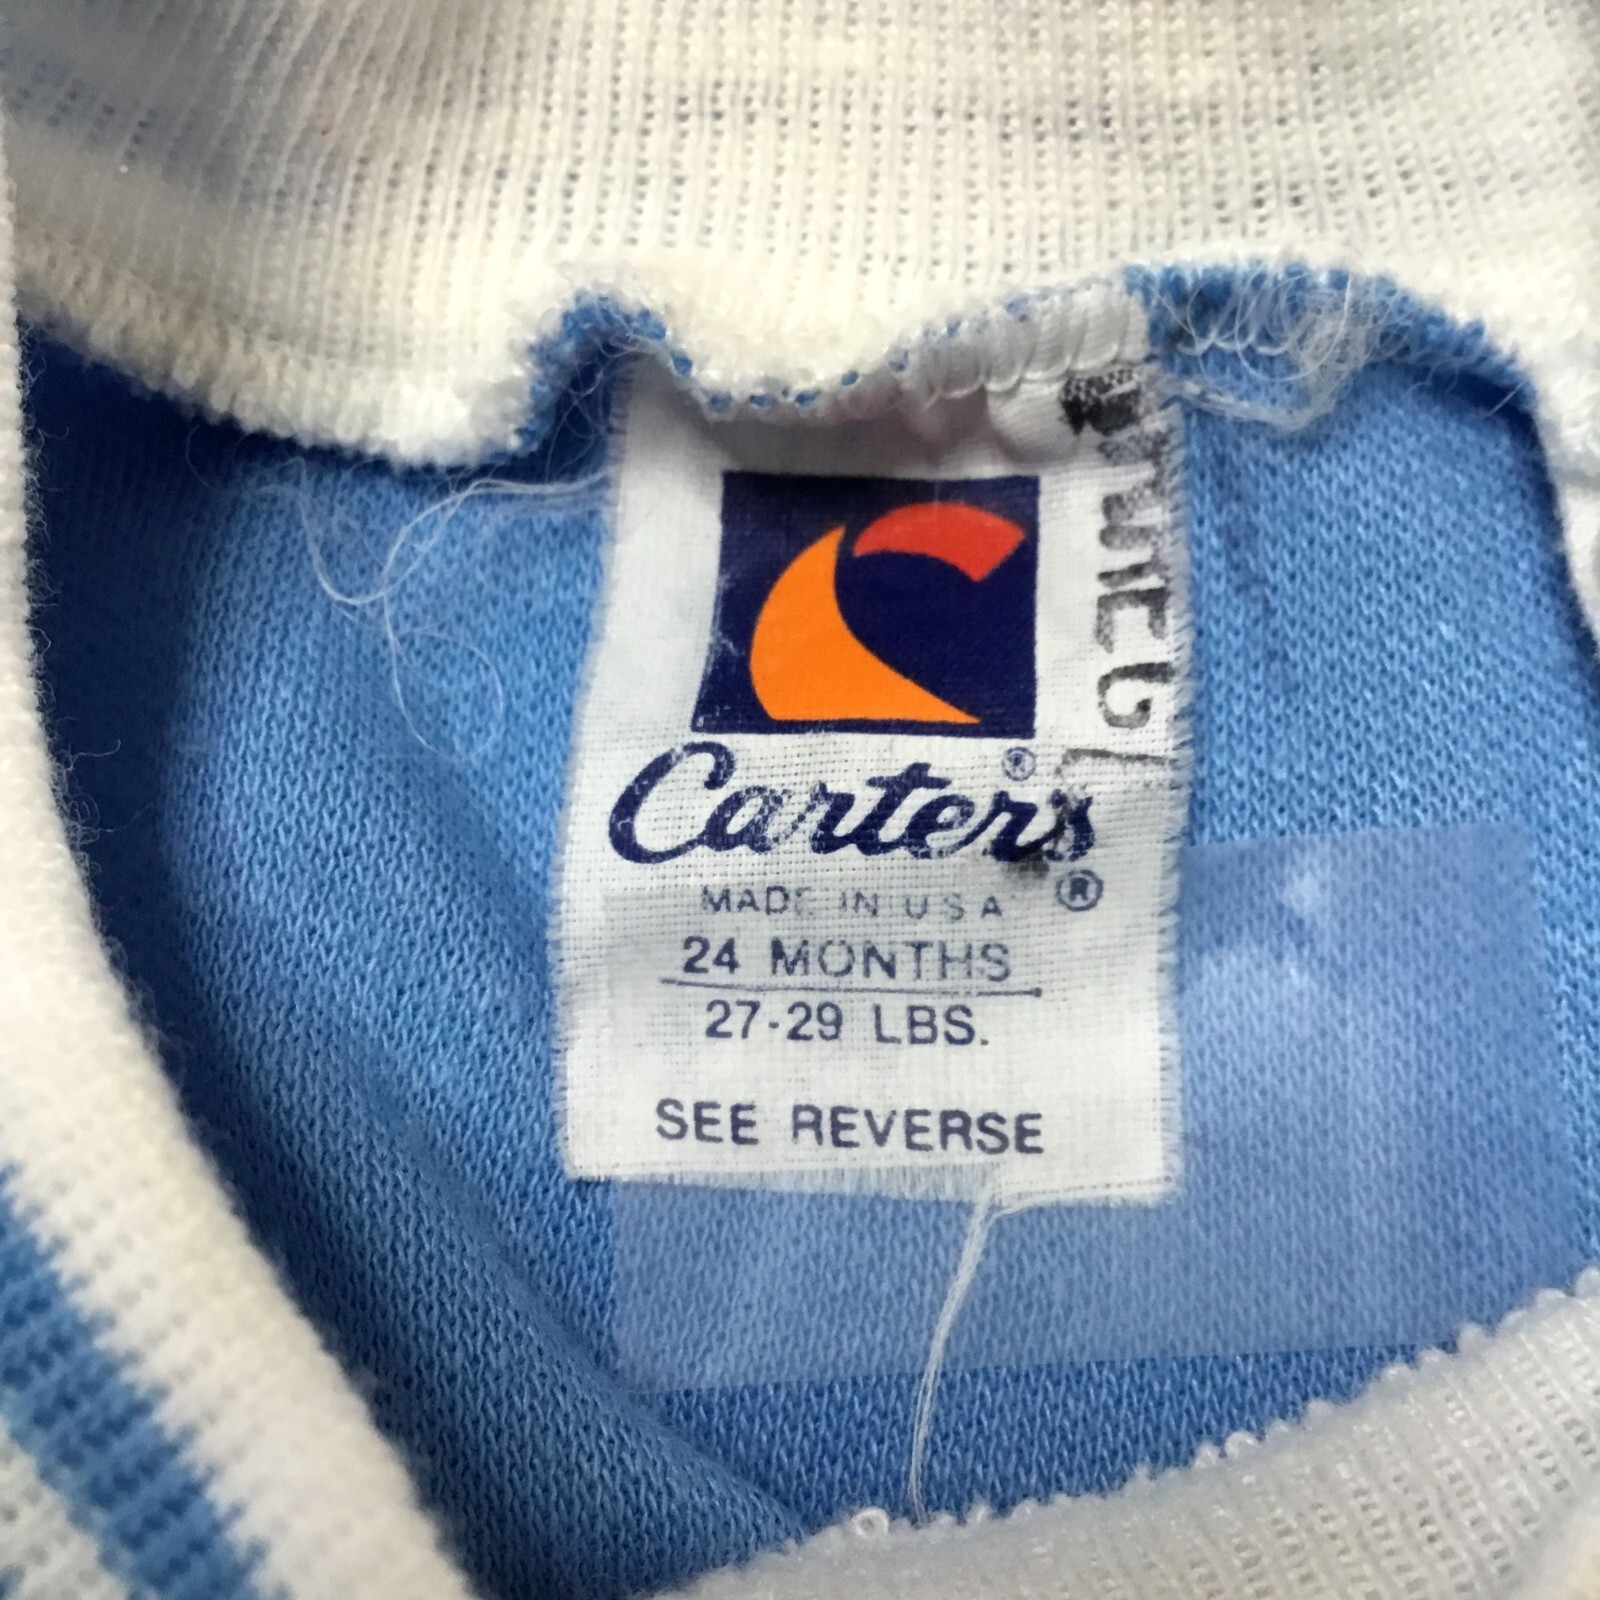 Carter's®
®
MADE IN U S A
24 MONTHS
27-29 LBS.
SEE REVERSE